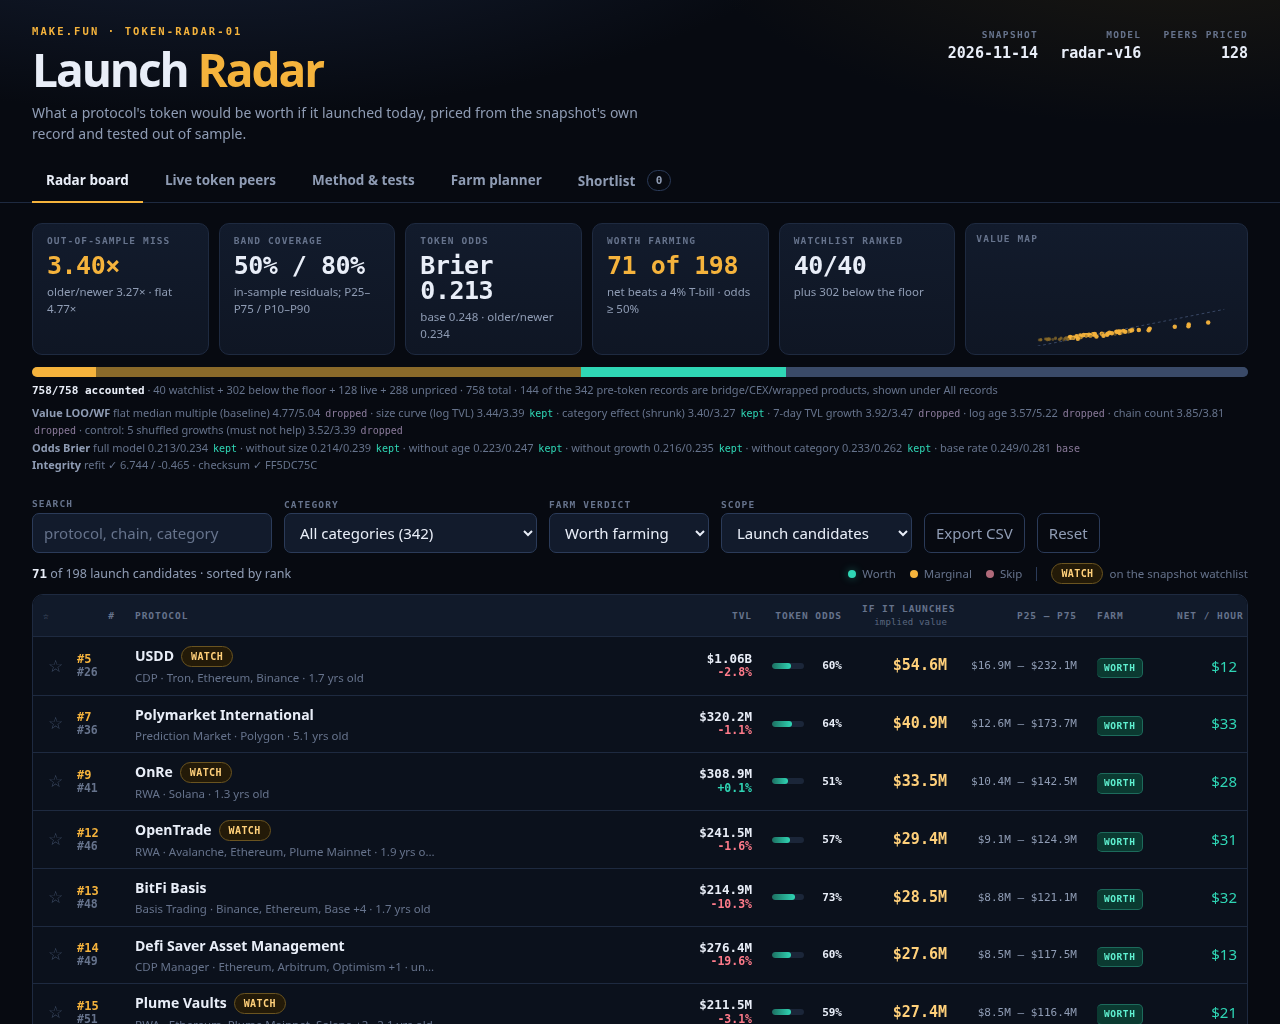 MAKE.FUN · TOKEN-RADAR-01
Launch Radar
What a protocol's token would be worth if it launched today, priced from the snapshot's own
record and tested out of sample.
SNAPSHOT
2026-11-14
MODEL
radar-v16
PEERS PRICED
128
Radar board
Live token peers
Method & tests
Farm planner
Shortlist 0
OUT-OF-SAMPLE MISS
3.40×
older/newer 3.27× · flat
4.77×
BAND COVERAGE
50% / 80%
in-sample residuals; P25–
P75 / P10–P90
TOKEN ODDS
Brier
0.213
base 0.248 · older/newer
0.234
WORTH FARMING
71 of 198
net beats a 4% T-bill · odds
≥ 50%
WATCHLIST RANKED
40/40
plus 302 below the floor
VALUE MAP
758/758 accounted · 40 watchlist + 302 below the floor + 128 live + 288 unpriced · 758 total · 144 of the 342 pre-token records are bridge/CEX/wrapped products, shown under All records
Value LOO/WF flat median multiple (baseline) 4.77/5.04 dropped · size curve (log TVL) 3.44/3.39 kept · category effect (shrunk) 3.40/3.27 kept · 7-day TVL growth 3.92/3.47 dropped · log age 3.57/5.22 dropped · chain count 3.85/3.81
dropped · control: 5 shuffled growths (must not help) 3.52/3.39 dropped
Odds Brier full model 0.213/0.234 kept · without size 0.214/0.239 kept · without age 0.223/0.247 kept · without growth 0.216/0.235 kept · without category 0.233/0.262 kept · base rate 0.249/0.281 base
Integrity refit ✓ 6.744 / -0.465 · checksum ✓ FF5DC75C
SEARCH
protocol, chain, category
CATEGORY
All categories (342)
FARM VERDICT
Worth farming
SCOPE
Launch candidates
Export CSV
Reset
71 of 198 launch candidates · sorted by rank
Worth Marginal Skip WATCH on the snapshot watchlist
# PROTOCOL TVL TOKEN ODDS IF IT LAUNCHES P25 — P75 FARM NET / HOUR
implied value
#5 USDD WATCH $1.06B 60% $54.6M $16.9M — $232.1M WORTH $12
#26 CDP · Tron, Ethereum, Binance · 1.7 yrs old -2.8%
#7 Polymarket International $320.2M 64% $40.9M $12.6M — $173.7M WORTH $33
#36 Prediction Market · Polygon · 5.1 yrs old -1.1%
#9 OnRe WATCH $308.9M 51% $33.5M $10.4M — $142.5M WORTH $28
#41 RWA · Solana · 1.3 yrs old +0.1%
#12 OpenTrade WATCH $241.5M 57% $29.4M $9.1M — $124.9M WORTH $31
#46 RWA · Avalanche, Ethereum, Plume Mainnet · 1.9 yrs o... -1.6%
#13 BitFi Basis $214.9M 73% $28.5M $8.8M — $121.1M WORTH $32
#48 Basis Trading · Binance, Ethereum, Base +4 · 1.7 yrs old -10.3%
#14 Defi Saver Asset Management $276.4M 60% $27.6M $8.5M — $117.5M WORTH $13
#49 CDP Manager · Ethereum, Arbitrum, Optimism +1 · un... -19.6%
#15 Plume Vaults WATCH $211.5M 59% $27.4M $8.5M — $116.4M WORTH $21
#51 -3.1%